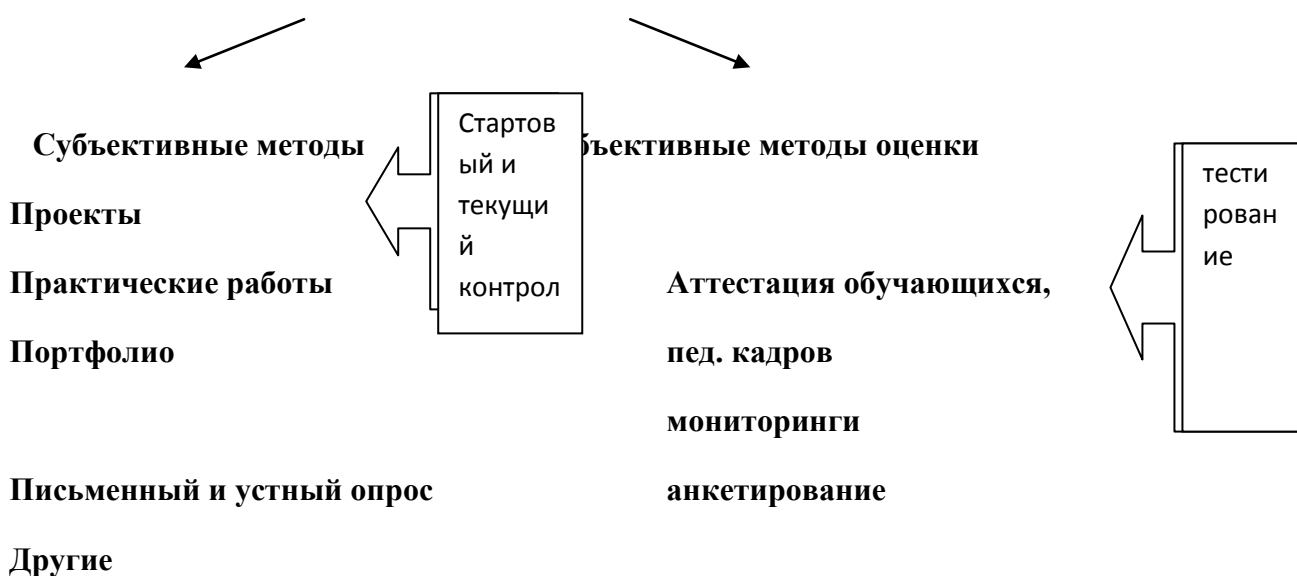 Субъективные методы
бъективные методы оценки
Проекты
Практические работы
Портфолио
Письменный и устный опрос
Другие
Стартов
ый и
текущи
й
контрол
Аттестация обучающихся,
пед. кадров
мониторинги
анкетирование
тести
рован
ие